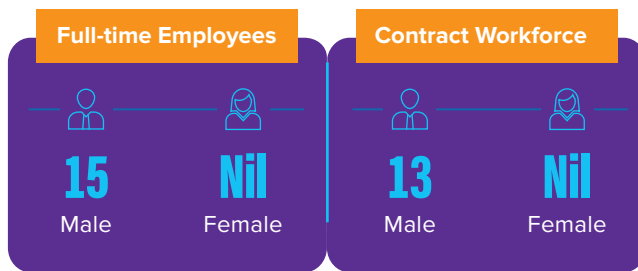 Full-time Employees
Contract Workforce
15
Nil
13
Nil
Male
Female
Male
Female